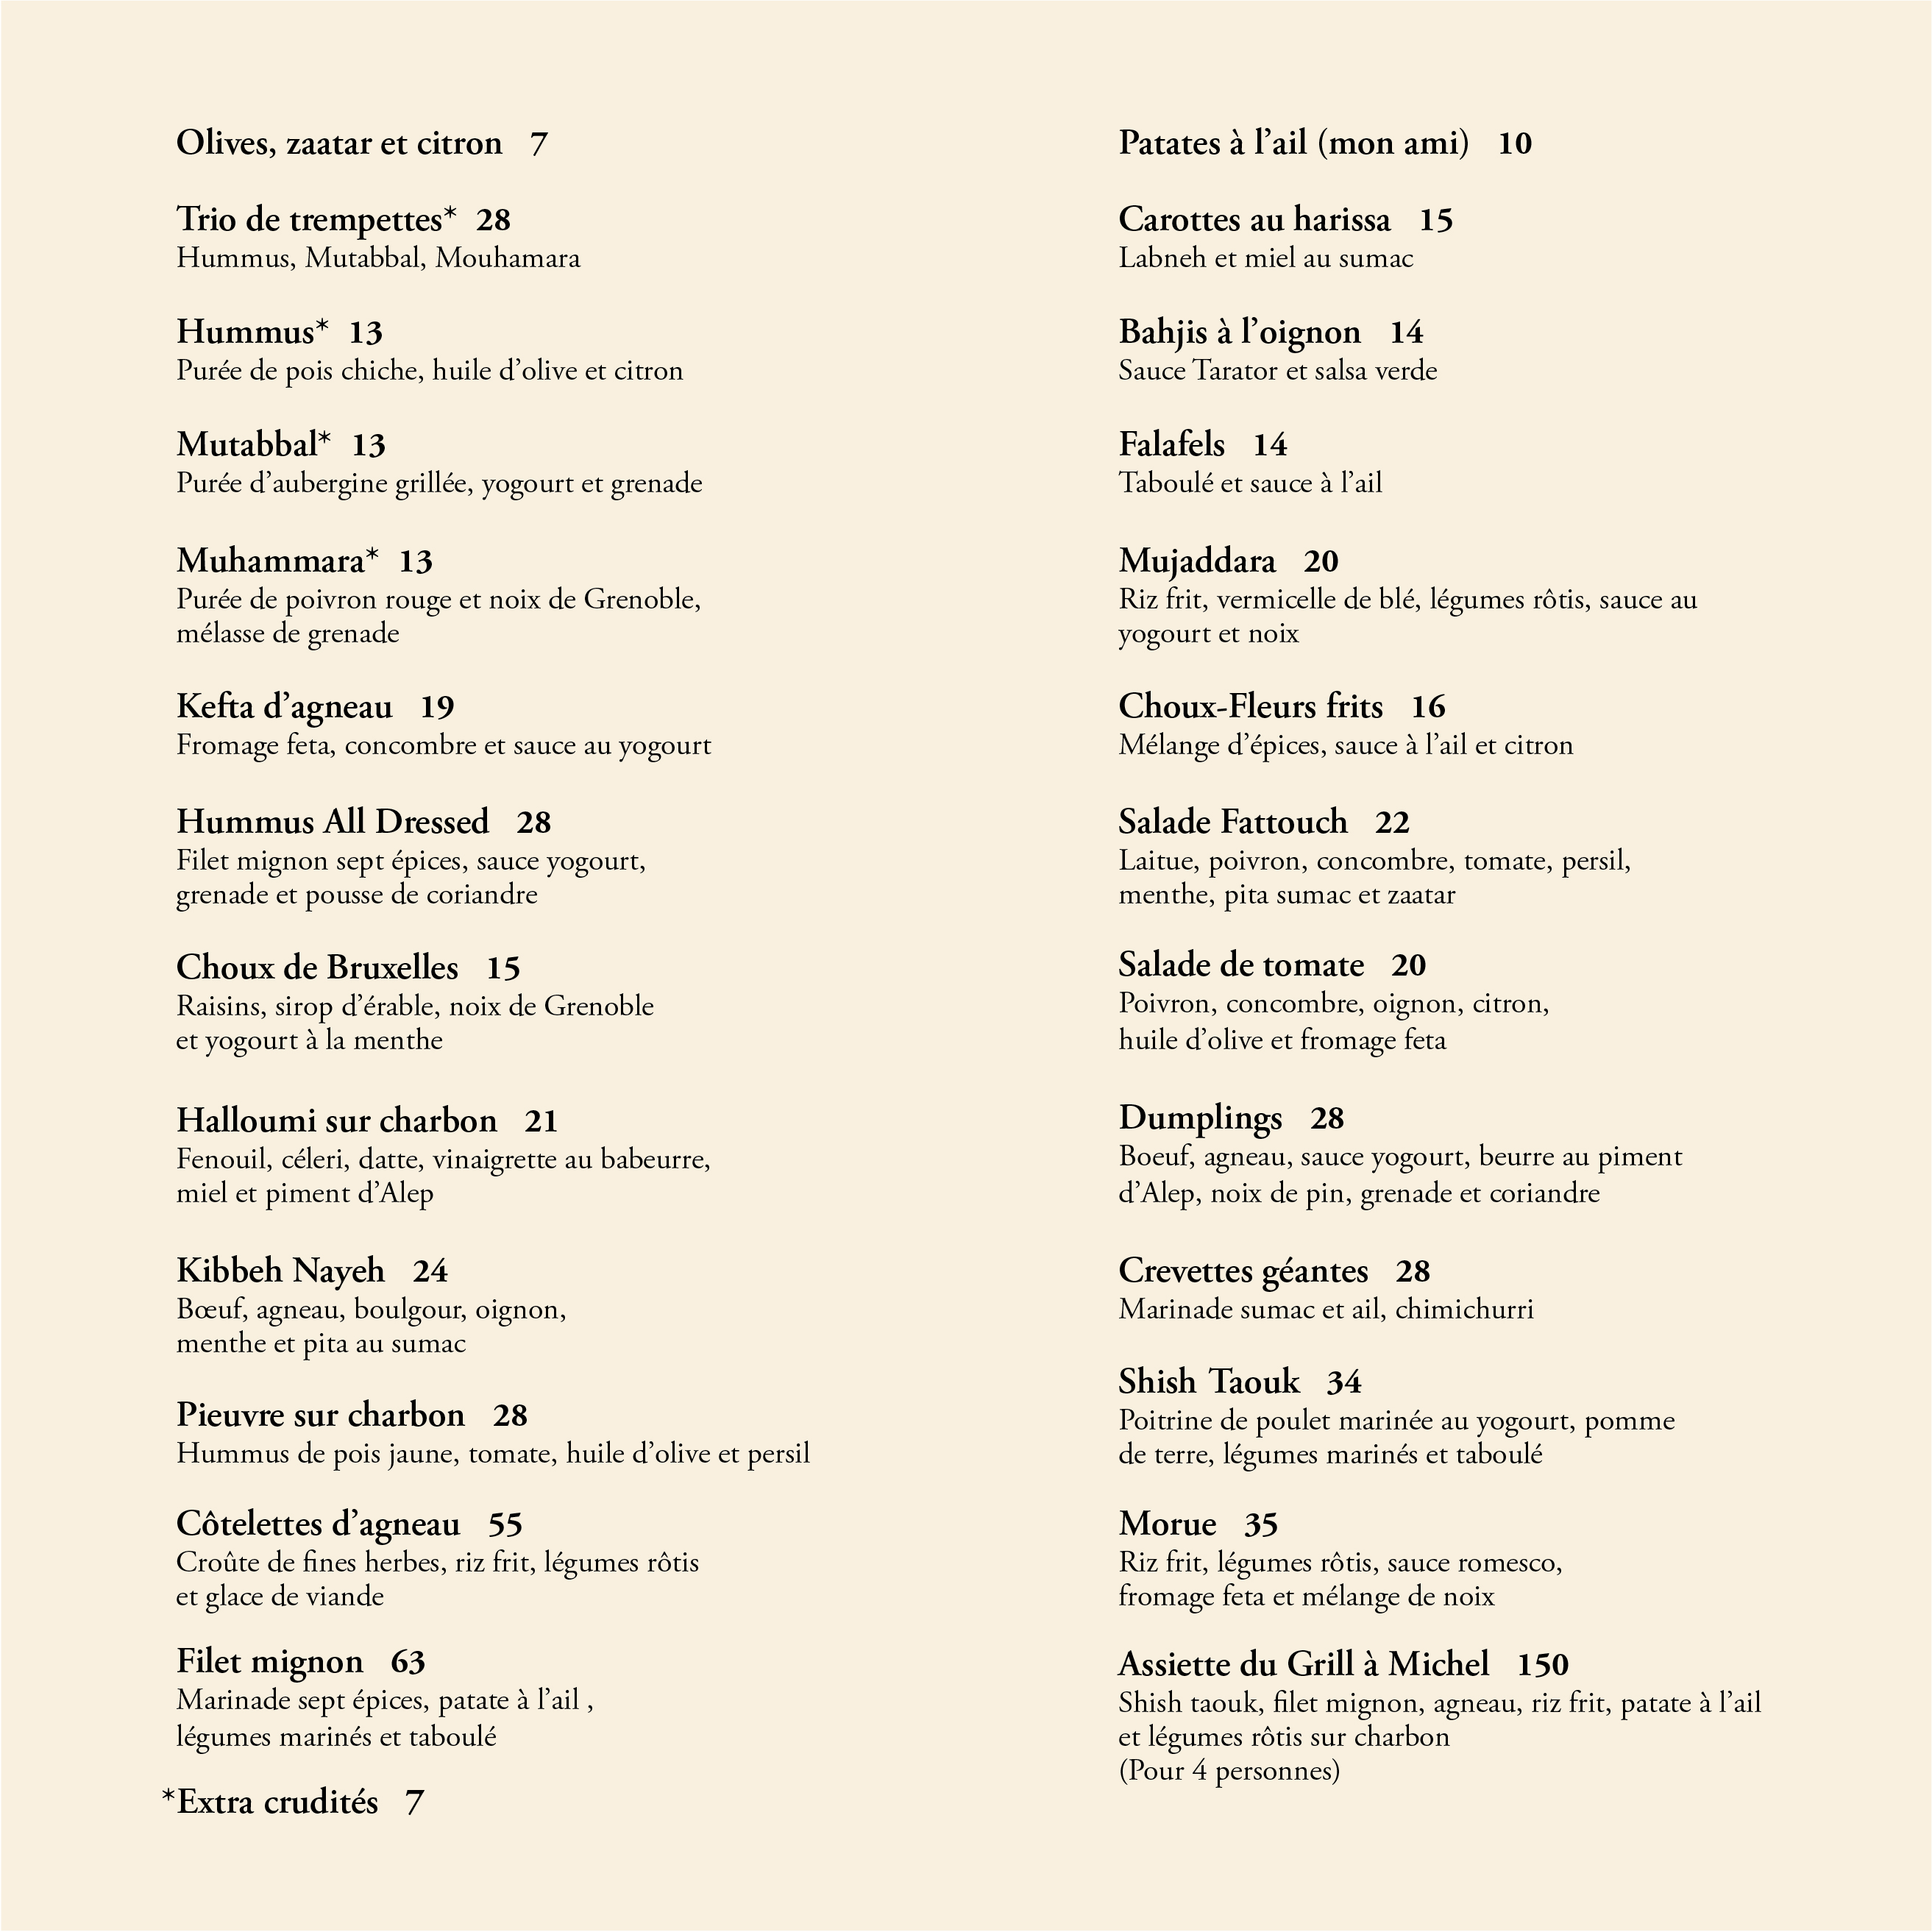 Olives, zaatar et citron 7
Trio de trempettes* 28
Hummus, Mutabbal, Mouhamara
Hummus* 13
Purée de pois chiche, huile d’olive et citron
Mutabbal* 13
Purée d’aubergine grillée, yogourt et grenade
Muhammara* 13
Purée de poivron rouge et noix de Grenoble,
mélasse de grenade
Kefta d’agneau 19
Fromage feta, concombre et sauce au yogourt
Hummus All Dressed 28
Filet mignon sept épices, sauce yogourt,
grenade et pousse de coriandre
Choux de Bruxelles 15
Raisins, sirop d’érable, noix de Grenoble
et yogourt à la menthe
Halloumi sur charbon 21
Fenouil, céleri, datte, vinaigrette au babeurre,
miel et piment d’Alep
Kibbeh Nayeh 24
Bœuf, agneau, boulgour, oignon,
menthe et pita au sumac
Pieuvre sur charbon 28
Hummus de pois jaune, tomate, huile d’olive et persil
Côtelettes d’agneau 55
Croûte de fines herbes, riz frit, légumes rôtis
et glace de viande
Filet mignon 63
Marinade sept épices, patate à l’ail ,
légumes marinés et taboulé
*Extra crudités 7
Patates à l’ail (mon ami) 10
Carottes au harissa 15
Labneh et miel au sumac
Bahjis à l’oignon 14
Sauce Tarator et salsa verde
Falafels 14
Taboulé et sauce à l’ail
Mujaddara 20
Riz frit, vermicelle de blé, légumes rôtis, sauce au
yogourt et noix
Choux-Fleurs frits 16
Mélange d’épices, sauce à l’ail et citron
Salade Fattouch 22
Laitue, poivron, concombre, tomate, persil,
menthe, pita sumac et zaatar
Salade de tomate 20
Poivron, concombre, oignon, citron,
huile d’olive et fromage feta
Dumplings 28
Boeuf, agneau, sauce yogourt, beurre au piment
d’Alep, noix de pin, grenade et coriandre
Crevettes géantes 28
Marinade sumac et ail, chimichurri
Shish Taouk 34
Poitrine de poulet marinée au yogourt, pomme
de terre, légumes marinés et taboulé
Morue 35
Riz frit, légumes rôtis, sauce romesco,
fromage feta et mélange de noix
Assiette du Grill à Michel 150
Shish taouk, filet mignon, agneau, riz frit, patate à l’ail
et légumes rôtis sur charbon
(Pour 4 personnes)